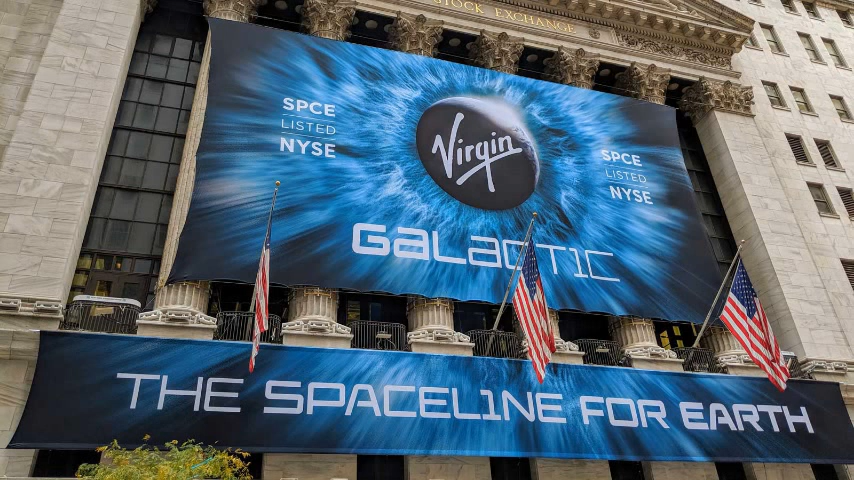 STOCK EXCHANGE
SPCE
LISTED
NYSE
Virgin
GALACTIC
SPCE
LISTED
NYSE
THE SPACELINE FOR EARTH